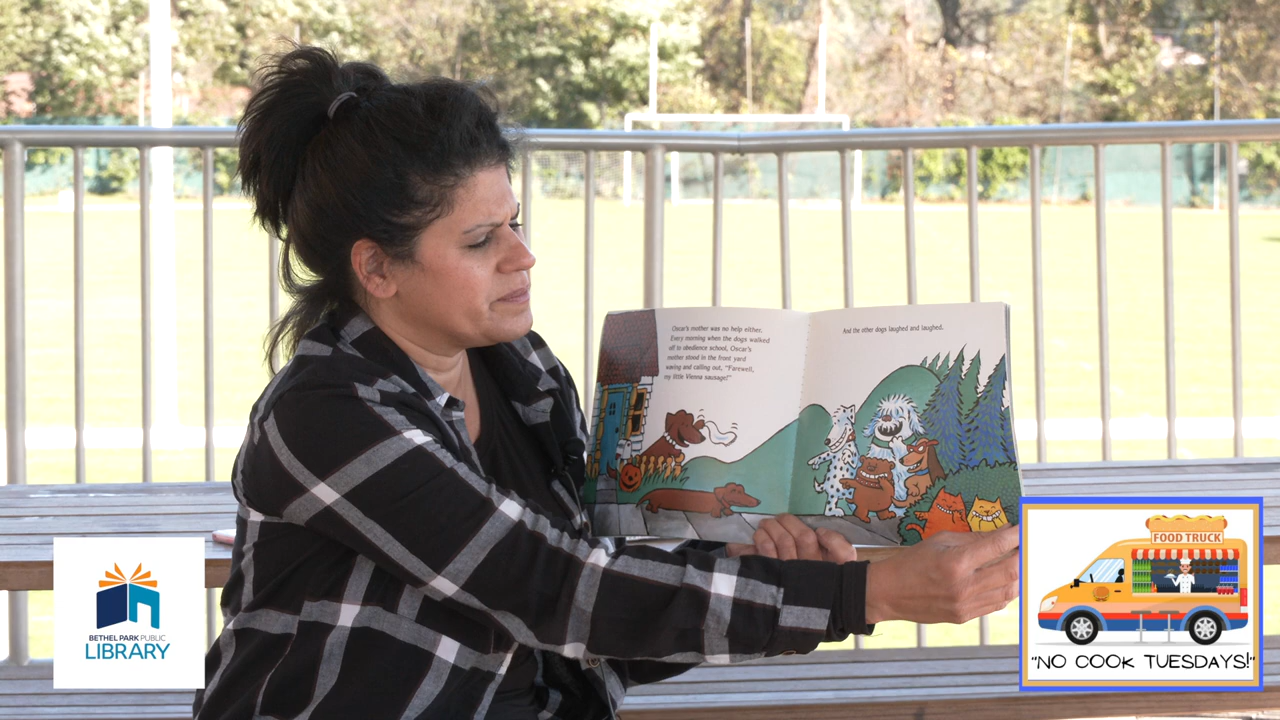 Oscar's mother was no help either.
Every morning when the dogs walked
off to obedience school, Oscar's
mother stood in the front yard
waving and calling out, "Farewell,
my little Vienna sausage!"
And the other dogs laughed and laughed.
BETHEL PARK PUBLIC
LIBRARY
FOOD TRUCK
"NO COOK TUESDAYS!"